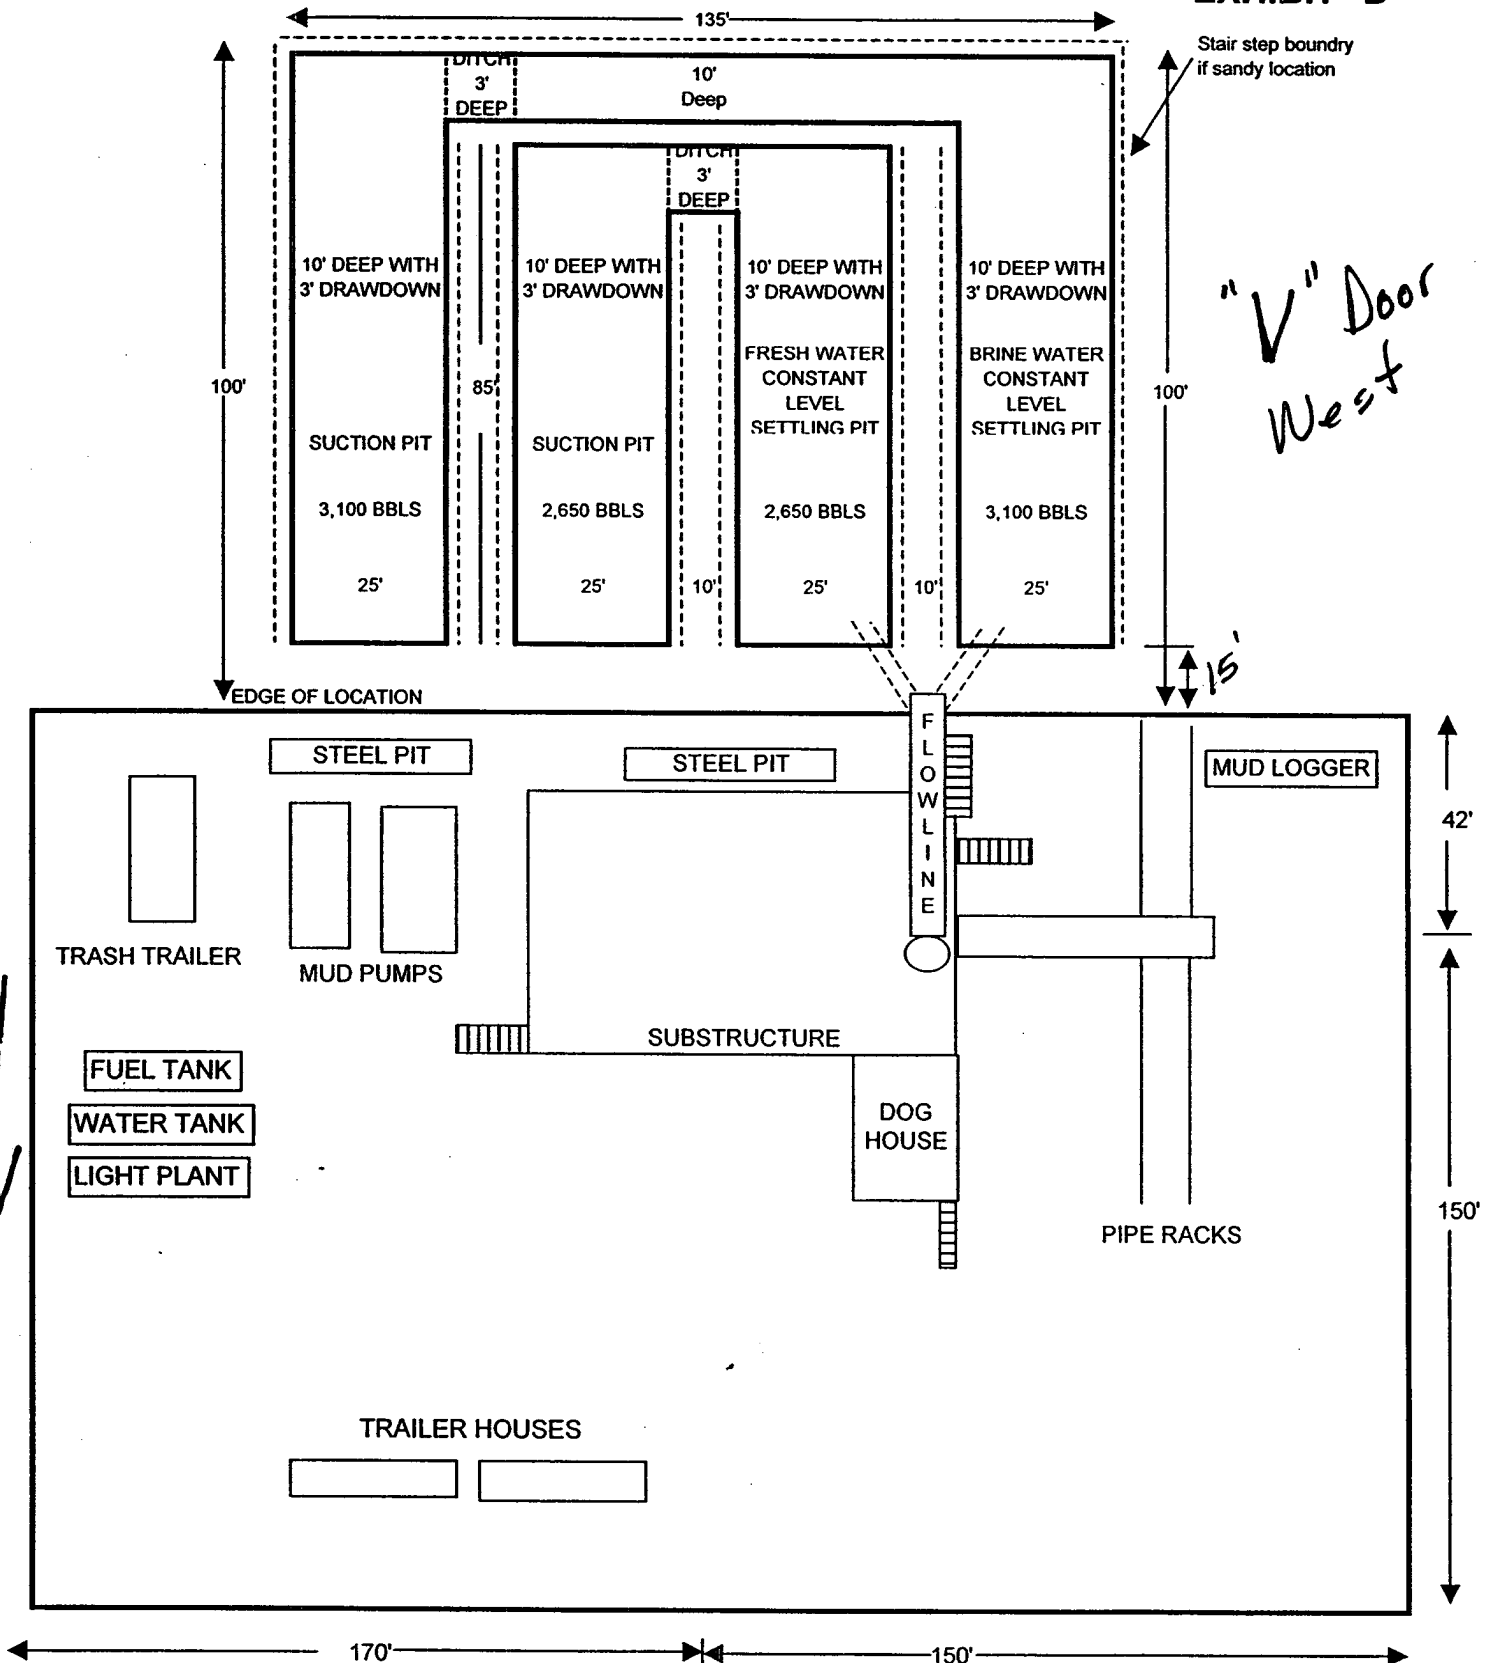 135'
Stair step boundry
if sandy location
DITCH
3'
DEEP
10'
Deep
DITCH
3'
DEEP
10' DEEP WITH
3' DRAWDOWN
10' DEEP WITH
3' DRAWDOWN
10' DEEP WITH
3' DRAWDOWN
10' DEEP WITH
3' DRAWDOWN
"V" Door
West
FRESH WATER
CONSTANT
LEVEL
SETTLING PIT
BRINE WATER
CONSTANT
LEVEL
SETTLING PIT
100'
85'
100'
SUCTION PIT
SUCTION PIT
3,100 BBLS
2,650 BBLS
2,650 BBLS
3,100 BBLS
25'
25'
10'
25'
10'
25'
15'
EDGE OF LOCATION
FLOWLINE
STEEL PIT
STEEL PIT
MUD LOGGER
42'
TRASH TRAILER
MUD PUMPS
SUBSTRUCTURE
FUEL TANK
WATER TANK
LIGHT PLANT
DOG
HOUSE
150'
PIPE RACKS
TRAILER HOUSES
170'
150'